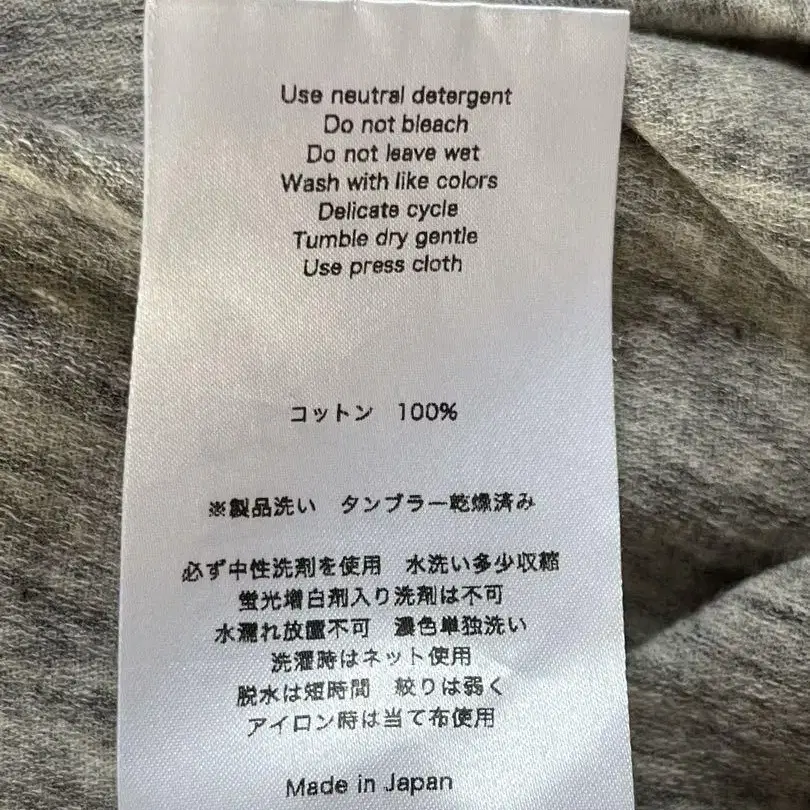 Use neutral detergent
Do not bleach
Do not leave wet
Wash with like colors
Delicate cycle
Tumble dry gentle
Use press cloth
コットン 100%
※製品洗い タンブラー乾燥済み
必ず中性洗剤を使用 水洗い多少収縮
蛍光増白剤入り洗剤は不可
水濡れ放置不可 濃色単独洗い
洗濯時はネット使用
脱水は短時間 絞りは弱く
アイロン時は当て布使用
Made in Japan